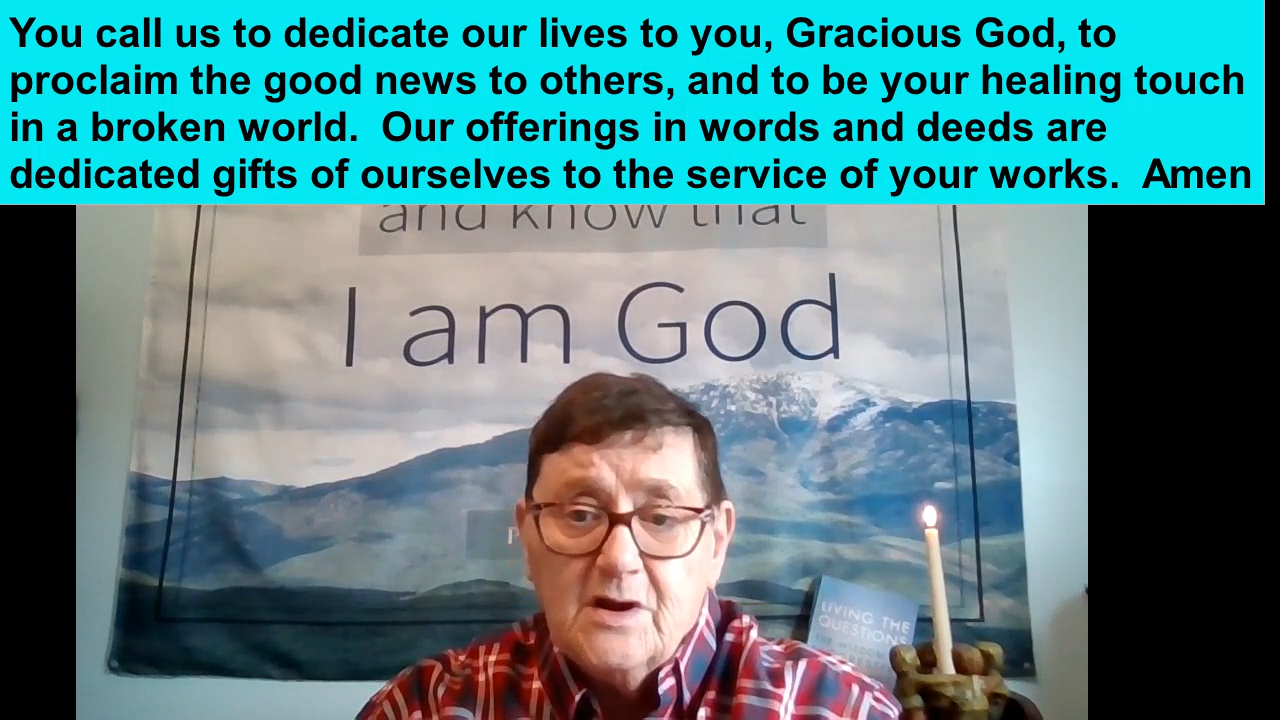 You call us to dedicate our lives to you, Gracious God, to
proclaim the good news to others, and to be your healing touch
in a broken world.  Our offerings in words and deeds are
dedicated gifts of ourselves to the service of your works.  Amen
and know that
I am God
LIVING THE
QUESTIONS